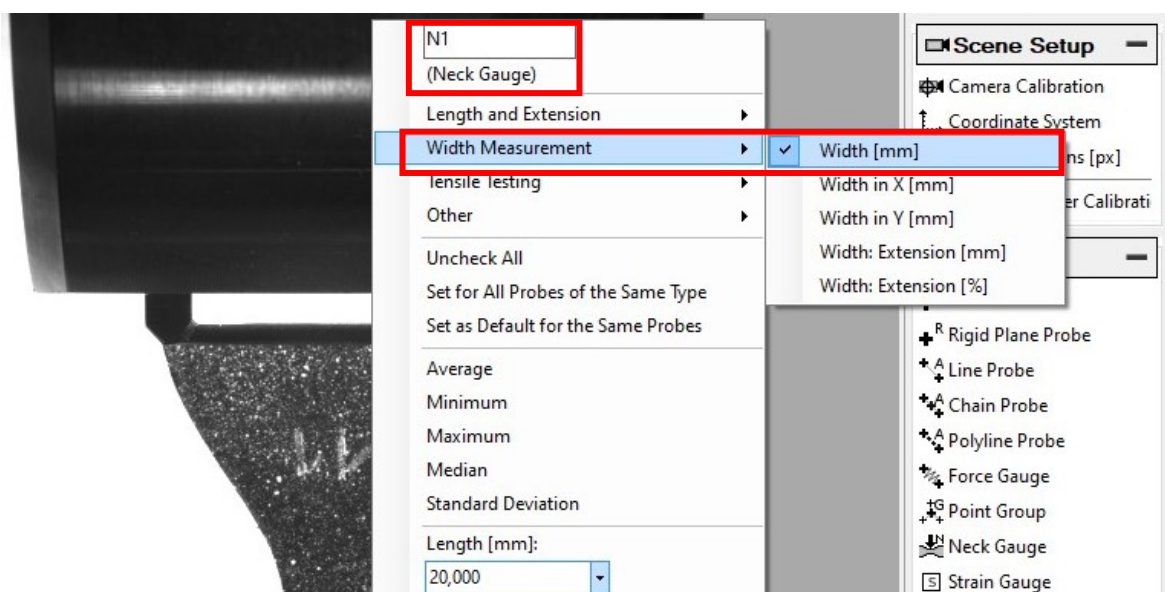 N1
(Neck Gauge)
Length and Extension
Width Measurement
Tensile Testing
Other
Uncheck All
Set for All Probes of the Same Type
Set as Default for the Same Probes
Average
Minimum
Maximum
Median
Standard Deviation
Length [mm]:
20,000
Width [mm]
Width in X [mm]
Width in Y [mm]
Width: Extension [mm]
Width: Extension [%]
Scene Setup
Camera Calibration
Coordinate System
ns [px]
er Calibrati
R Rigid Plane Probe
A Line Probe
A Chain Probe
A Polyline Probe
Force Gauge
G Point Group
N Neck Gauge
S Strain Gauge